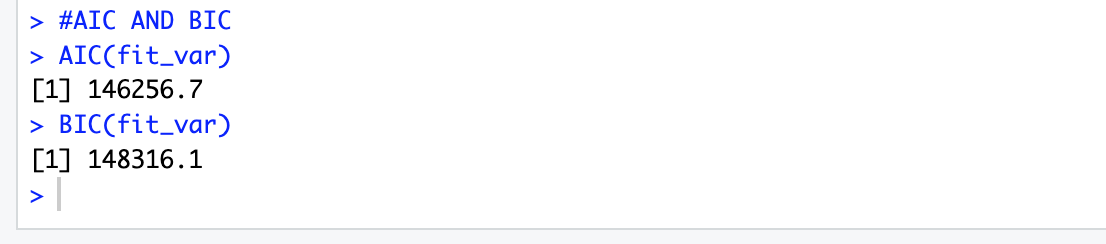 > #AIC AND BIC
> AIC(fit_var)
[1] 146256.7
> BIC(fit_var)
[1] 148316.1
>